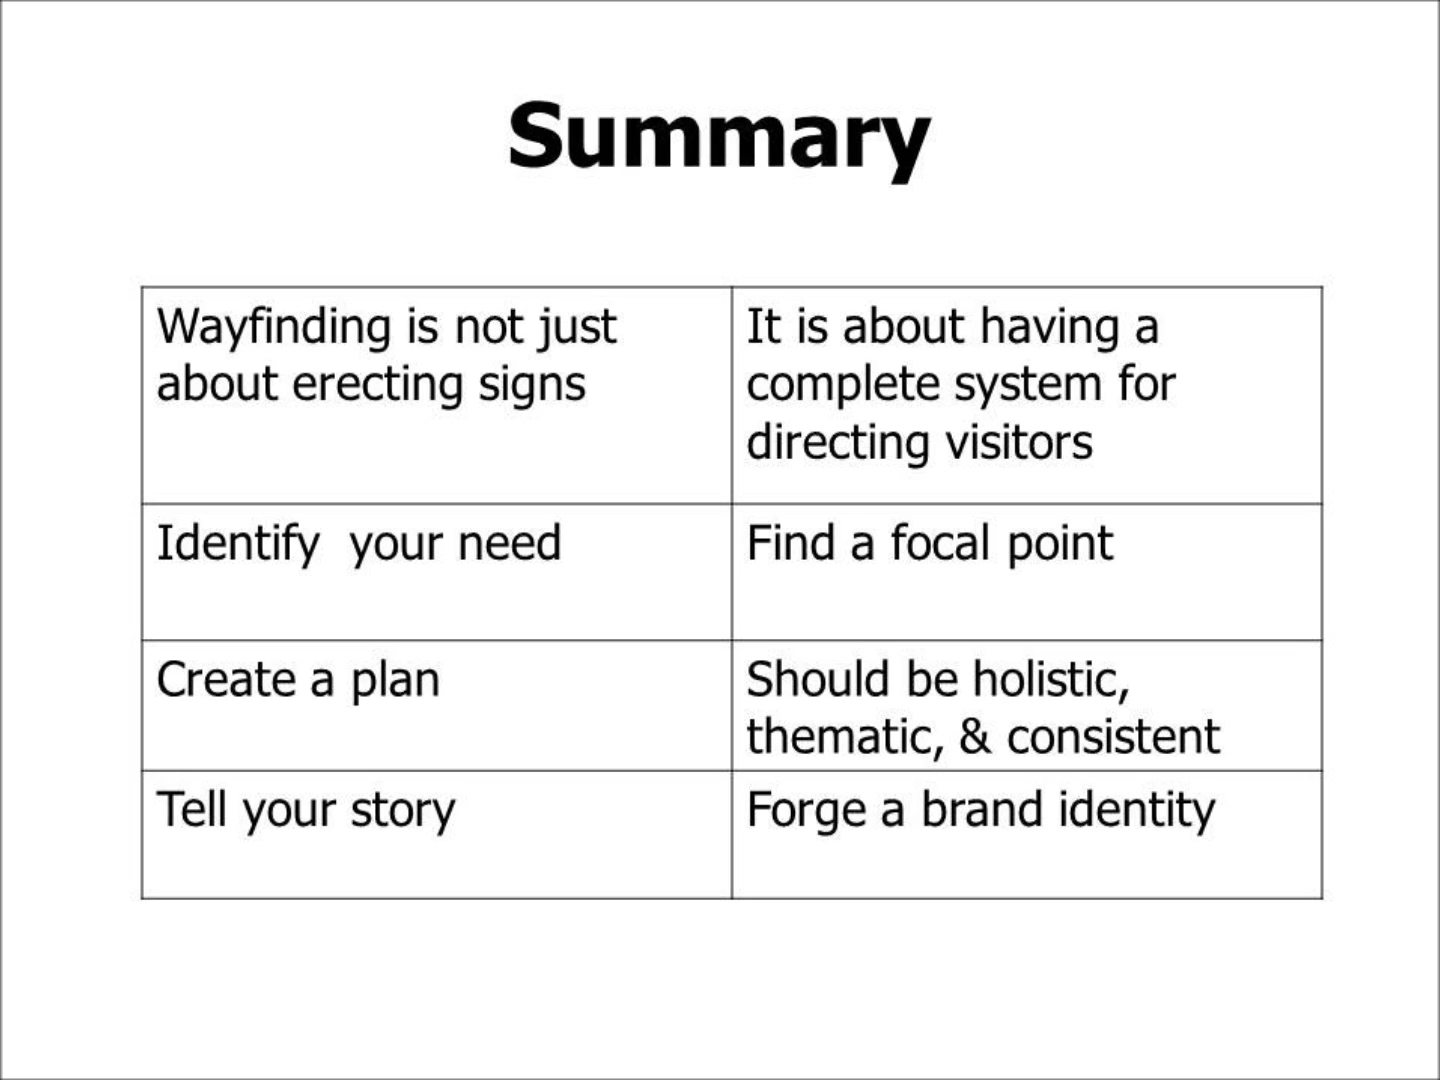 Summary
Wayfinding is not just
about erecting signs
It is about having a
complete system for
directing visitors
Identify  your need
Find a focal point
Create a plan
Should be holistic,
thematic, & consistent
Tell your story
Forge a brand identity